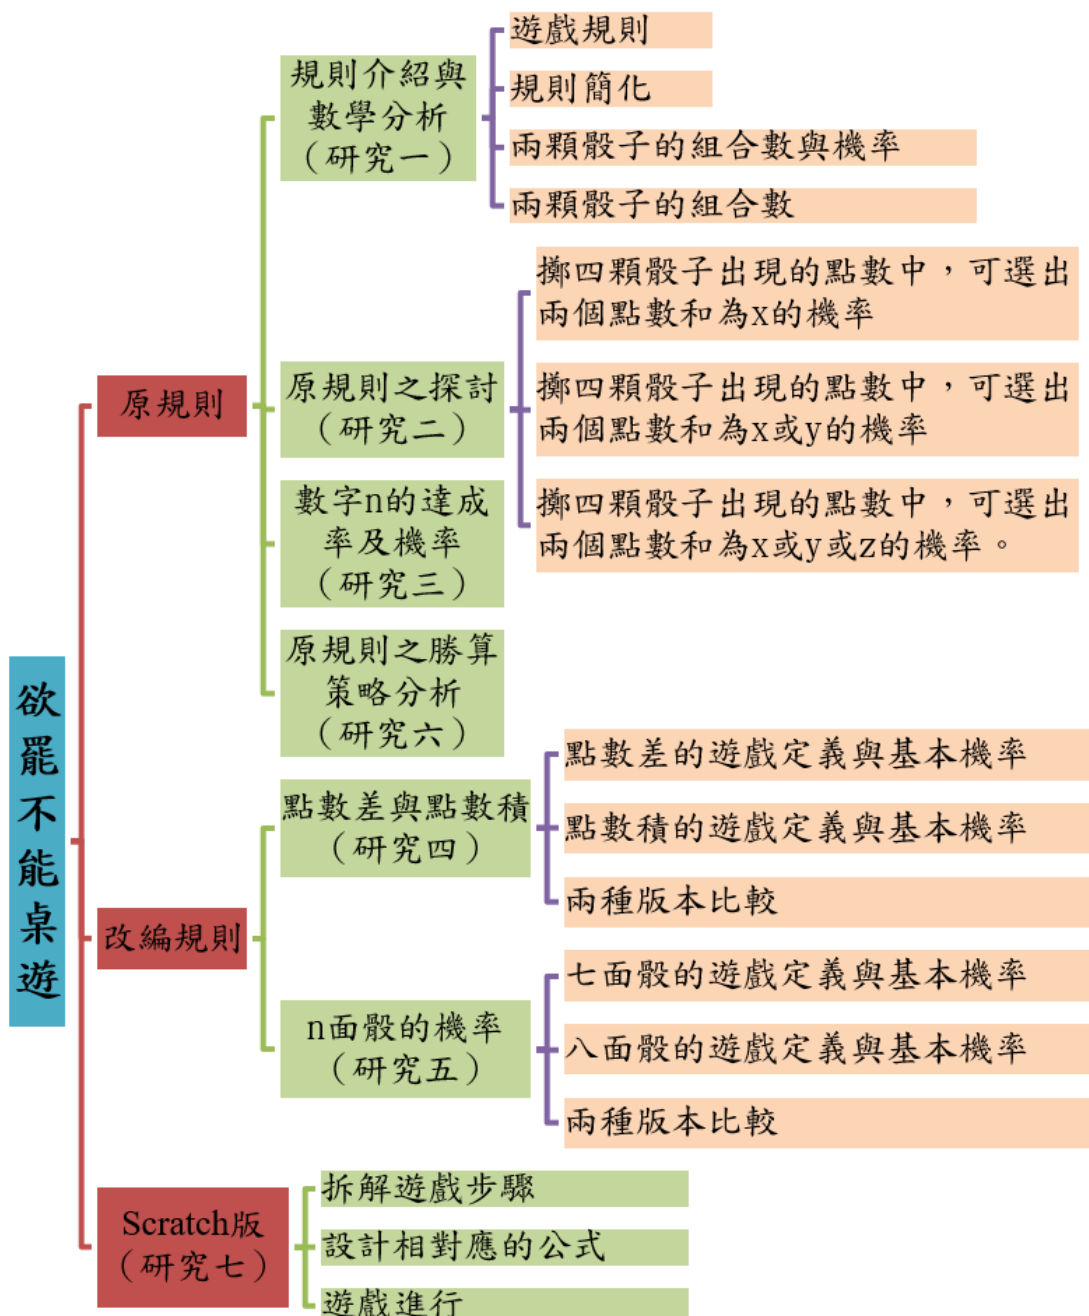 欲罷不能桌遊
原規則
規則介紹與
數學分析
（研究一）
遊戲規則
規則簡化
兩顆骰子的組合數與機率
兩顆骰子的組合數
原規則之探討
（研究二）
擲四顆骰子出現的點數中，可選出
兩個點數和為x的機率
擲四顆骰子出現的點數中，可選出
兩個點數和為x或y的機率
擲四顆骰子出現的點數中，可選出
兩個點數和為x或y或z的機率。
數字n的達成
率及機率
（研究三）
原規則之勝算
策略分析
（研究六）
改編規則
點數差與點數積
（研究四）
點數差的遊戲定義與基本機率
點數積的遊戲定義與基本機率
兩種版本比較
n面骰的機率
（研究五）
七面骰的遊戲定義與基本機率
八面骰的遊戲定義與基本機率
兩種版本比較
Scratch版
（研究七）
拆解遊戲步驟
設計相對應的公式
遊戲進行